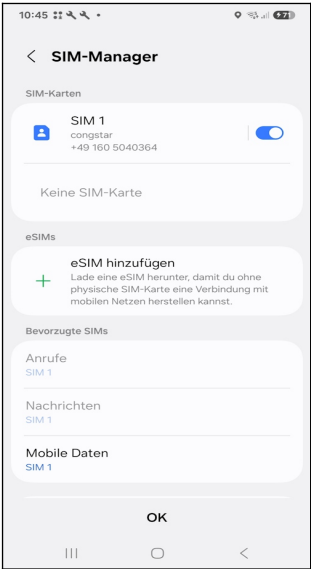 10:45
71
SIM-Manager
SIM-Karten
SIM 1
congstar
+49 160 5040364
Keine SIM-Karte
eSIMs
eSIM hinzufügen
Lade eine eSIM herunter, damit du ohne
physische SIM-Karte eine Verbindung mit
mobilen Netzen herstellen kannst.
Bevorzugte SIMs
Anrufe
SIM 1
Nachrichten
SIM 1
Mobile Daten
SIM 1
OK